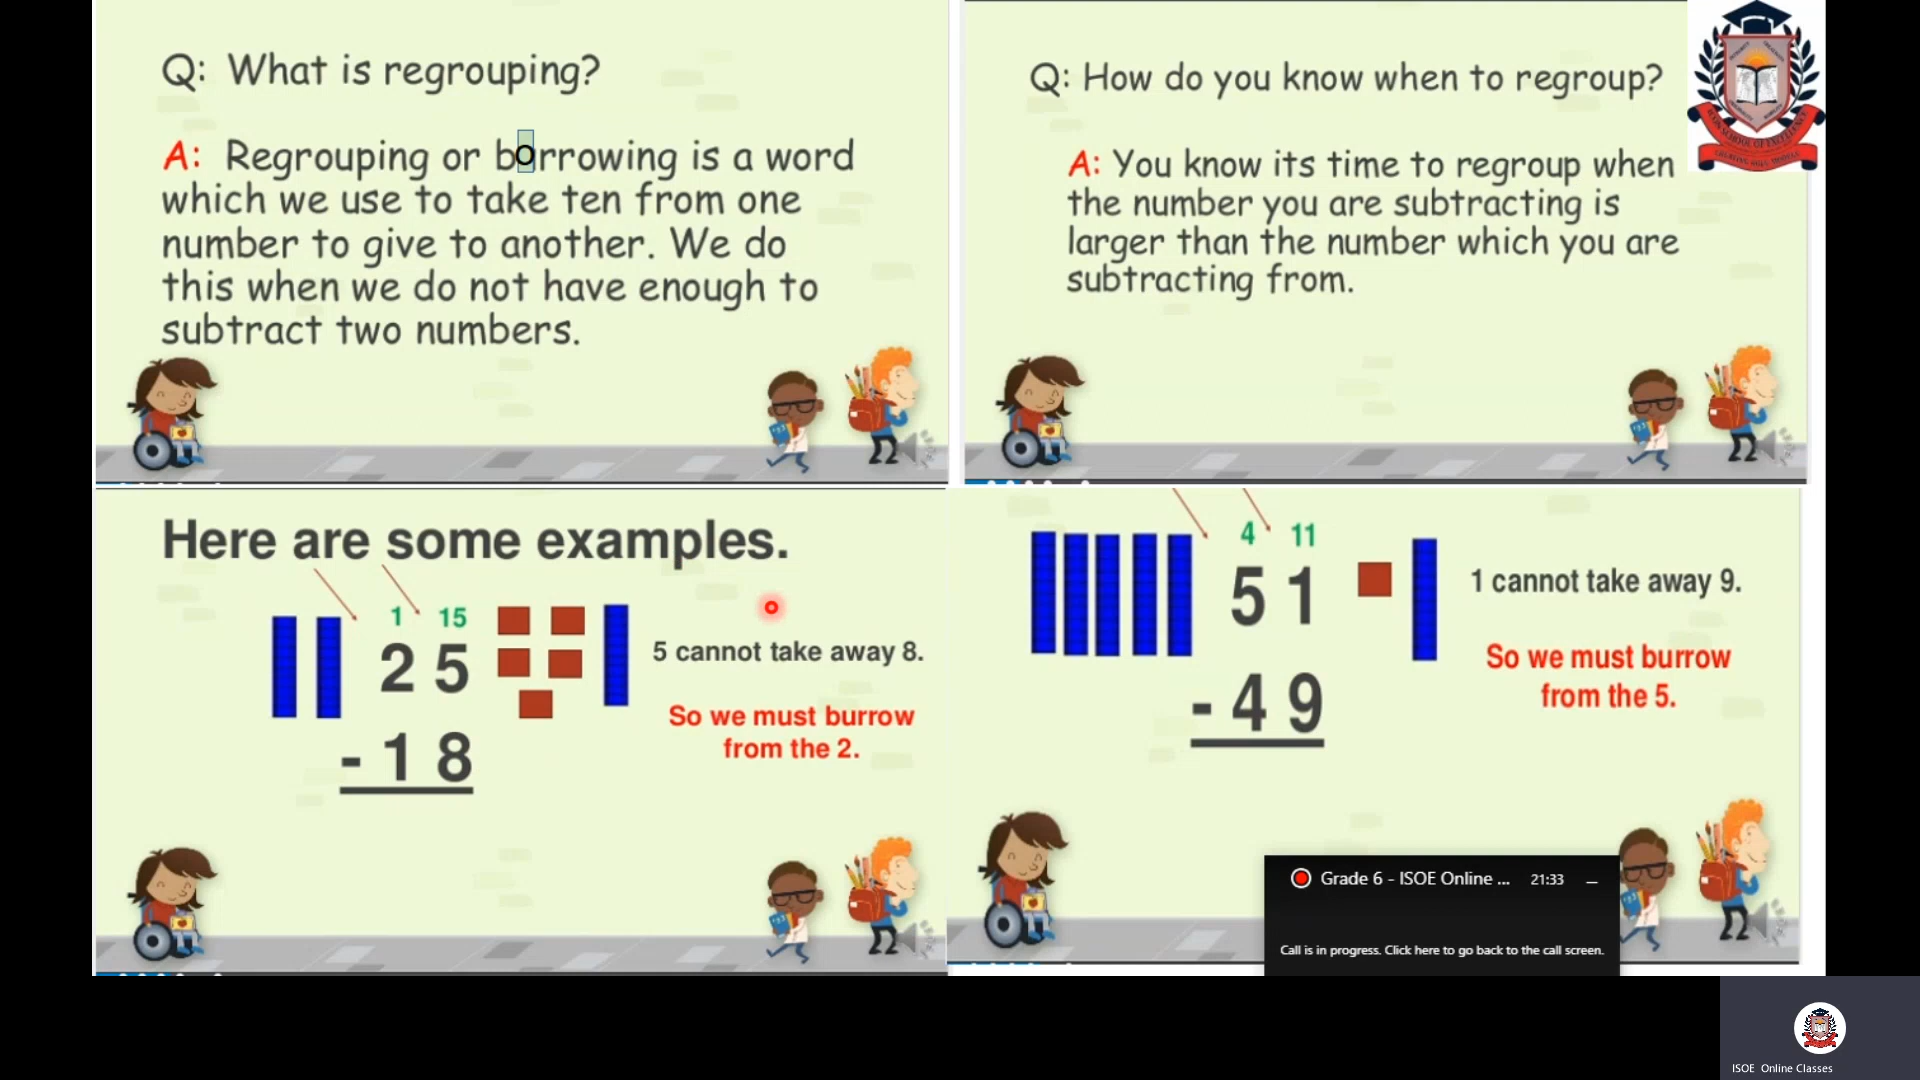 Q: What is regrouping?
A: Regrouping or borrowing is a word
which we use to take ten from one
number to give to another. We do
this when we do not have enough to
subtract two numbers.
Q: How do you know when to regroup?
A: You know its time to regroup when
the number you are subtracting is
larger than the number which you are
subtracting from.
Here are some examples.
1 15
2 5
- 1 8
5 cannot take away 8.
So we must burrow
from the 2.
4 11
5 1
- 4 9
1 cannot take away 9.
So we must burrow
from the 5.
Grade 6 - ISOE Online ... 21:33
Call is in progress. Click here to go back to the call screen.
ISOE Online Classes